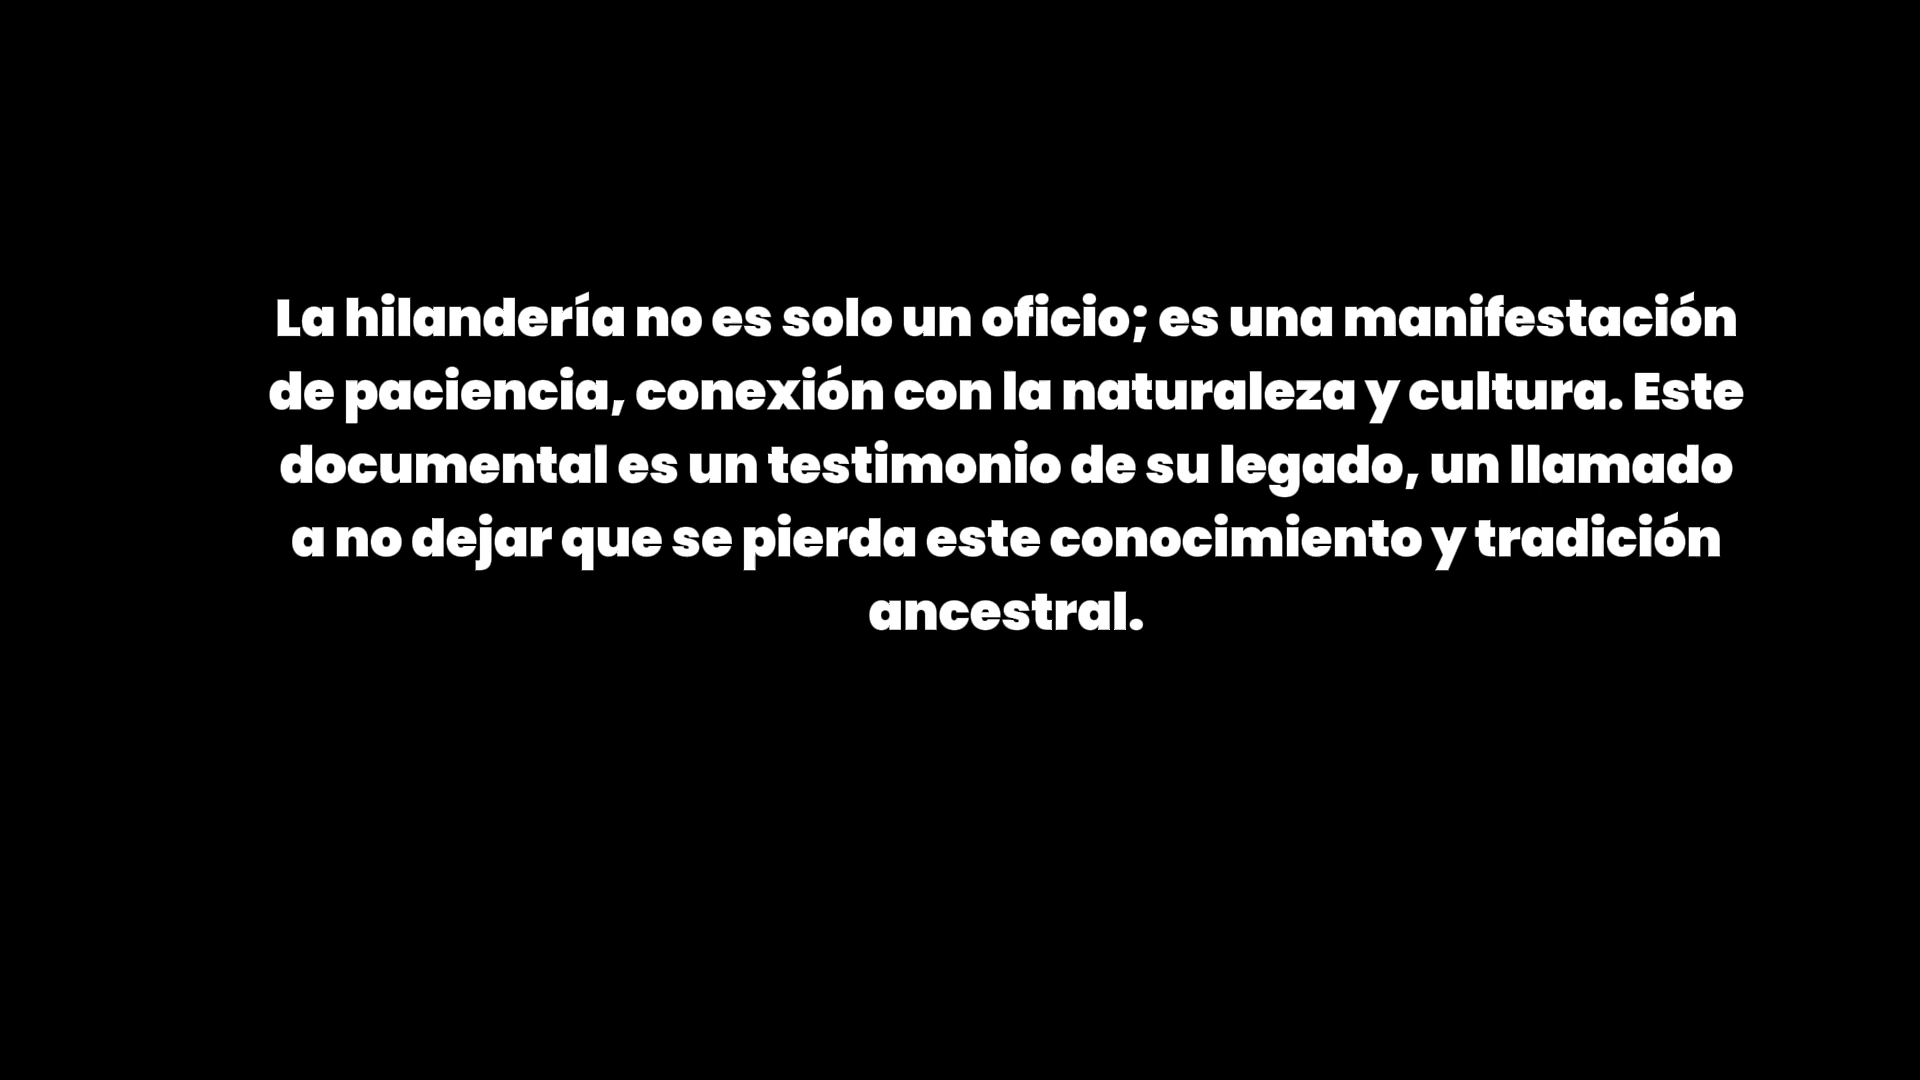 La hilandería no es solo un oficio; es una manifestación
de paciencia, conexión con la naturaleza y cultura. Este
documental es un testimonio de su legado, un llamado
a no dejar que se pierda este conocimiento y tradición
ancestral.